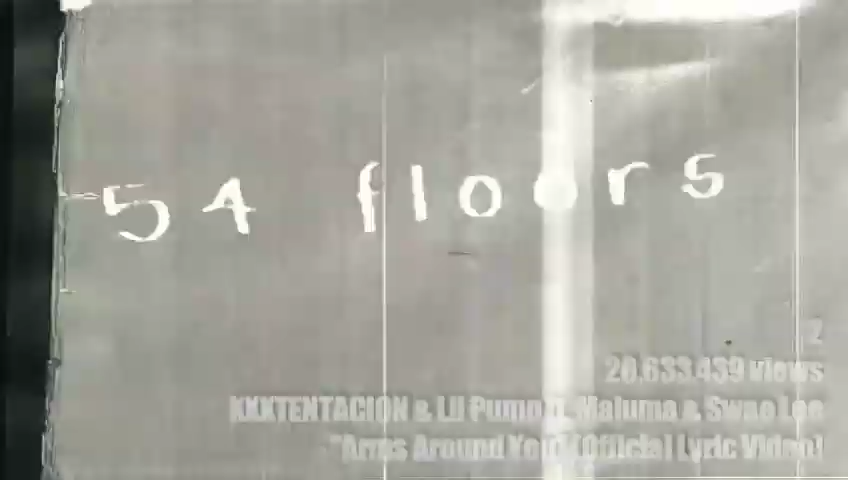 54 floors
2
20.633.439 views
XXXTENTACION & Lil Pump ft. Maluma & Swae Lee
"Arms Around You" (Official Lyric Video)